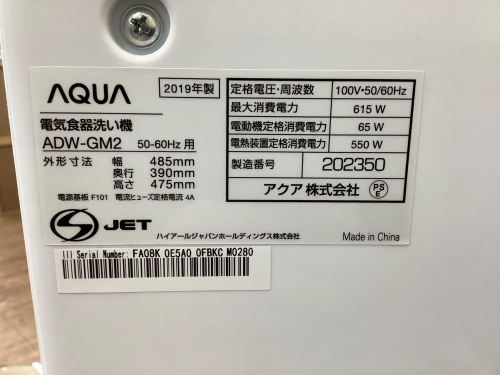 AQUA 2019年製
電気食器洗い機
ADW-GM2 50-60Hz 用
外形寸法 幅 485mm
奥行 390mm
高さ 475mm
電源基板 F101 電流ヒューズ定格電流 4A
S JET
定格電圧・周波数 100V・50/60Hz
最大消費電力 615 W
電動機定格消費電力 65 W
電熱装置定格消費電力 550 W
製造番号 202350
アクア 株式会社 PSE
ハイアールジャパンホールディングス株式会社
Made in China
Serial Number: FA08K 0E5A0 0FBKC M0280